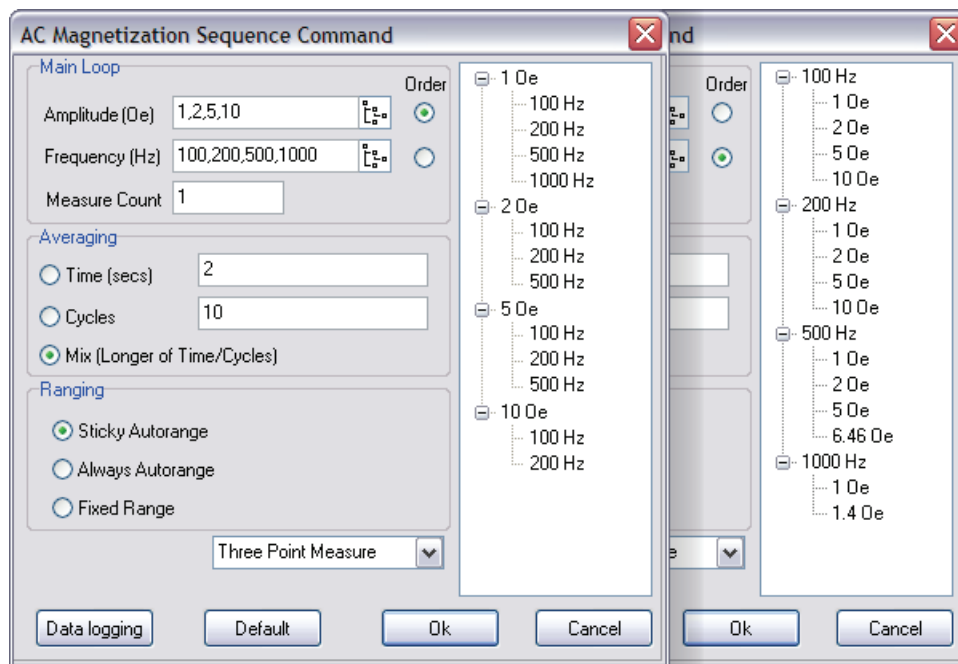 AC Magnetization Sequence Command
Main Loop
Order
Amplitude (Oe) 1,2,5,10
Frequency (Hz) 100,200,500,1000
Measure Count 1
Averaging
Time (secs) 2
Cycles 10
Mix (Longer of Time/Cycles)
Ranging
Sticky Autorange
Always Autorange
Fixed Range
Three Point Measure
Data logging Default Ok Cancel
1 Oe
100 Hz
200 Hz
500 Hz
1000 Hz
2 Oe
100 Hz
200 Hz
500 Hz
5 Oe
100 Hz
200 Hz
500 Hz
10 Oe
100 Hz
200 Hz
nd
Order
e
Ok Cancel
100 Hz
1 Oe
2 Oe
5 Oe
10 Oe
200 Hz
1 Oe
2 Oe
5 Oe
10 Oe
500 Hz
1 Oe
2 Oe
5 Oe
6.46 Oe
1000 Hz
1 Oe
1.4 Oe